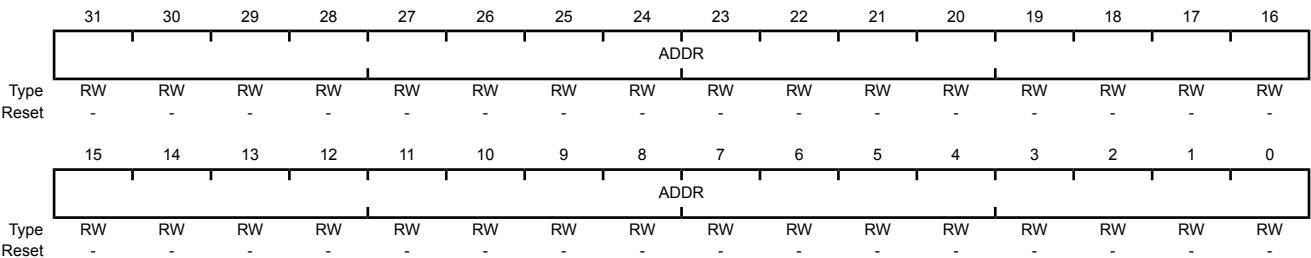 31 30 29 28 27 26 25 24 23 22 21 20 19 18 17 16
ADDR
Type RW RW RW RW RW RW RW RW RW RW RW RW RW RW RW RW
Reset - - - - - - - - - - - - - - - -
15 14 13 12 11 10 9 8 7 6 5 4 3 2 1 0
ADDR
Type RW RW RW RW RW RW RW RW RW RW RW RW RW RW RW RW
Reset - - - - - - - - - - - - - - - -